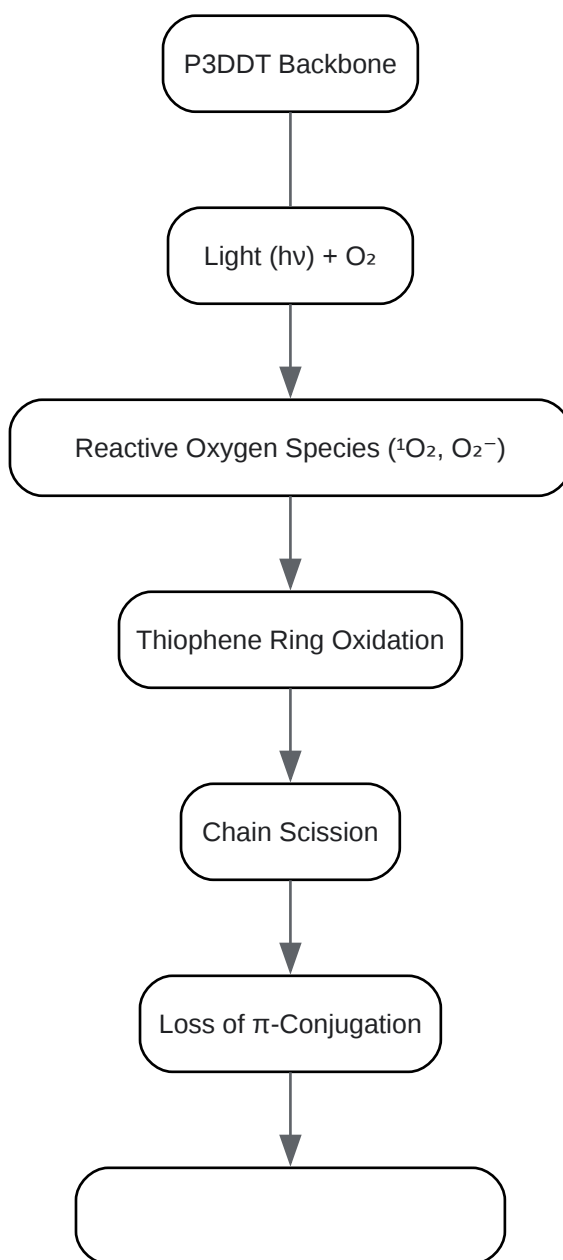 P3DDT Backbone
Light (hν) + O₂
Reactive Oxygen Species (¹O₂, O₂⁻)
Thiophene Ring Oxidation
Chain Scission
Loss of π-Conjugation